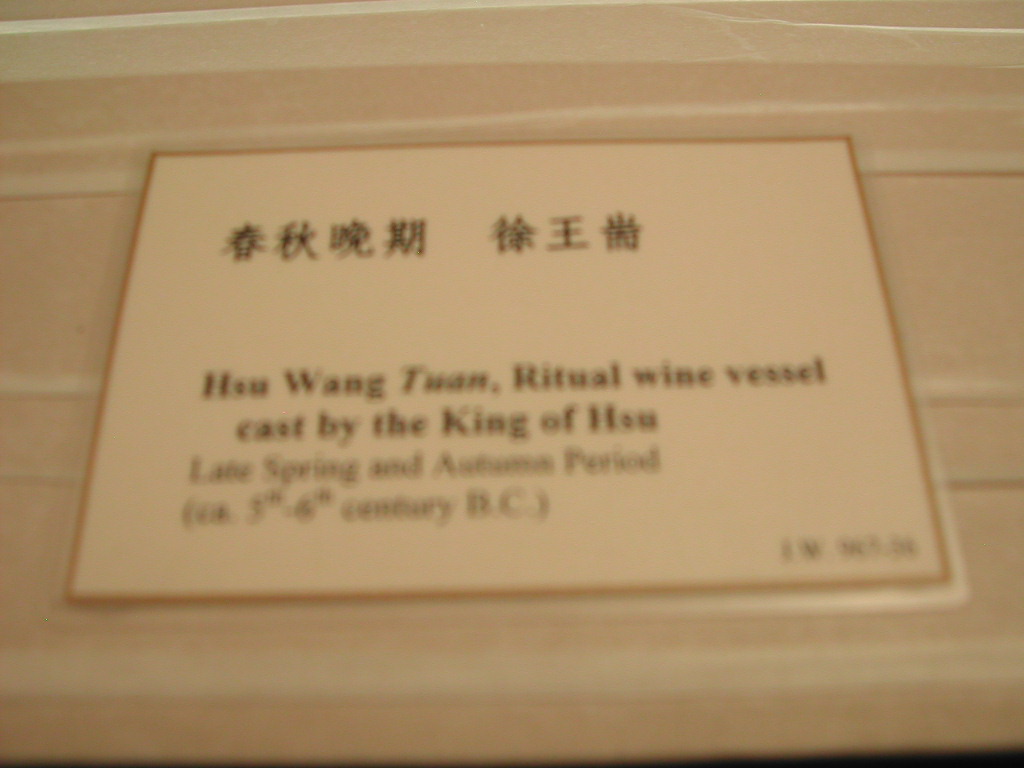 春秋晚期 徐王耑
Hsu Wang Tuan, Ritual wine vessel
cast by the King of Hsu
Late Spring and Autumn Period
(ca. 5th-6th century B.C.)